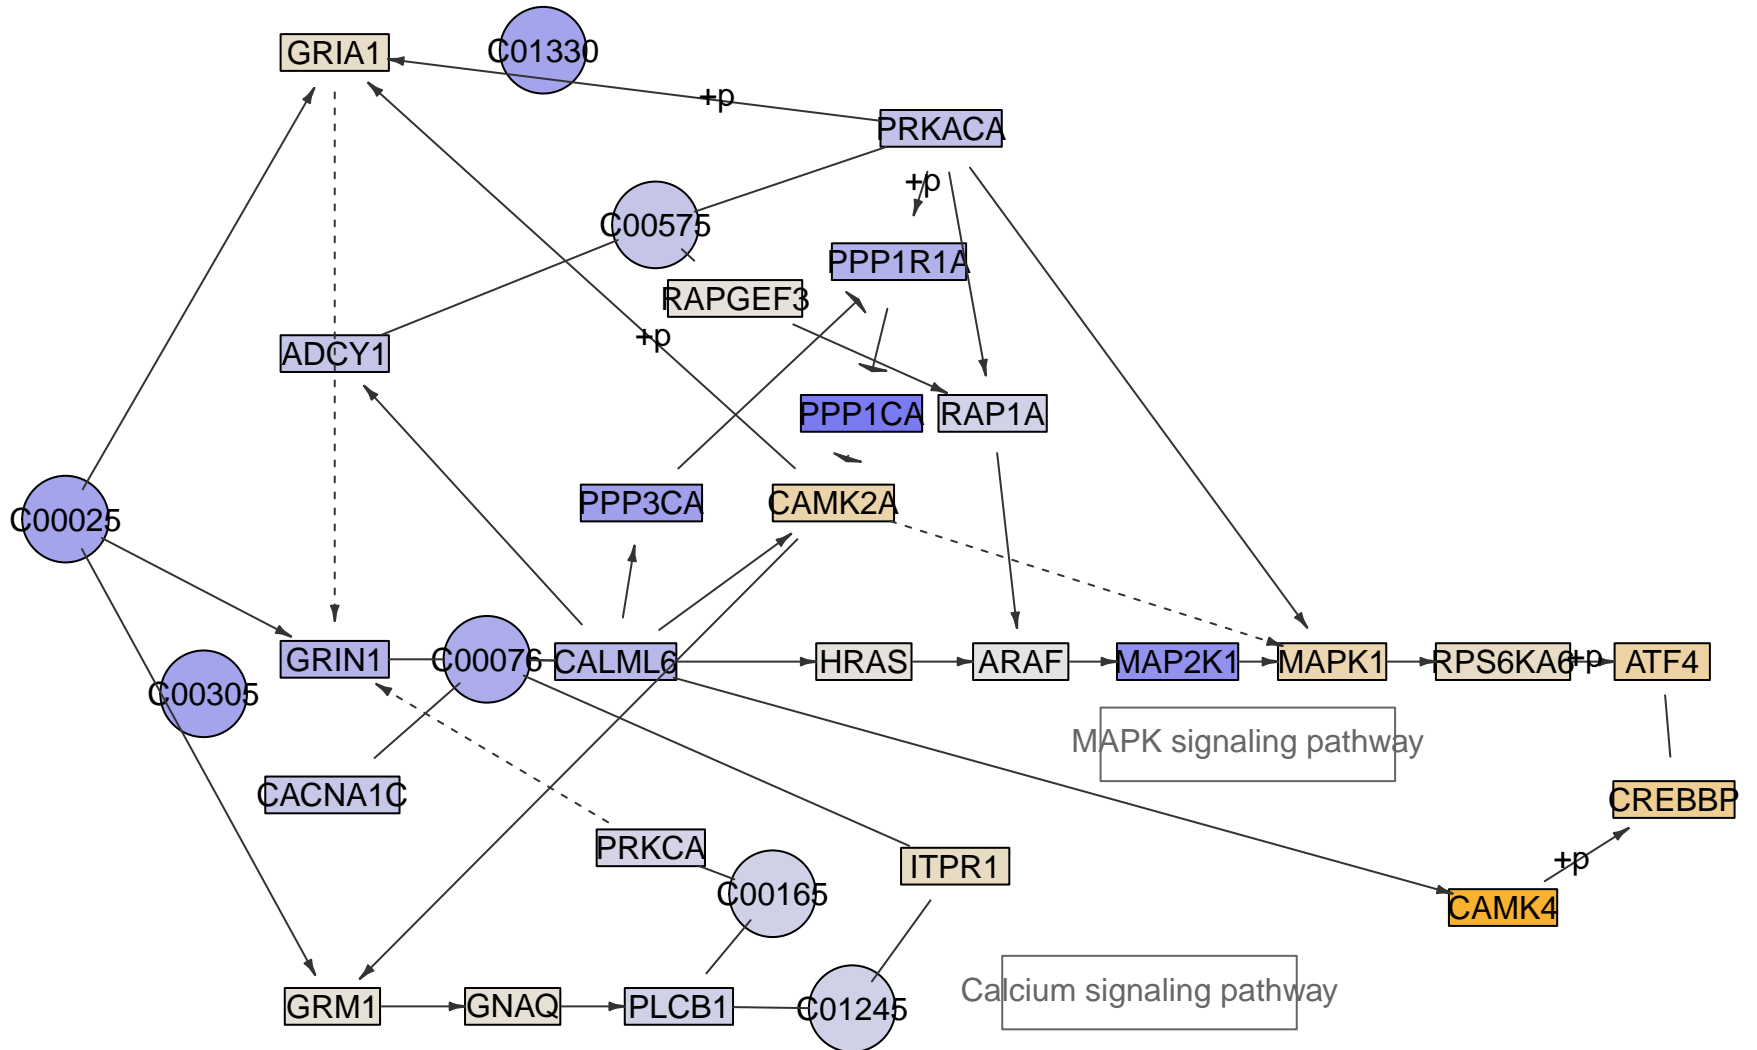 GRIA1
C01330
+p
PRKACA
+p
C00575
PPP1R1A
RAPGEF3
+p
ADCY1
PPP1CA
RAP1A
PPP3CA
CAMK2A
C00025
GRIN1
C00076
CALML6
HRAS
ARAF
MAP2K1
MAPK1
RPS6KA6
+p
ATF4
C00305
MAPK signaling pathway
CACNA1C
CREBBP
PRKCA
ITPR1
+p
C00165
CAMK4
Calcium signaling pathway
GRM1
GNAQ
PLCB1
C01245